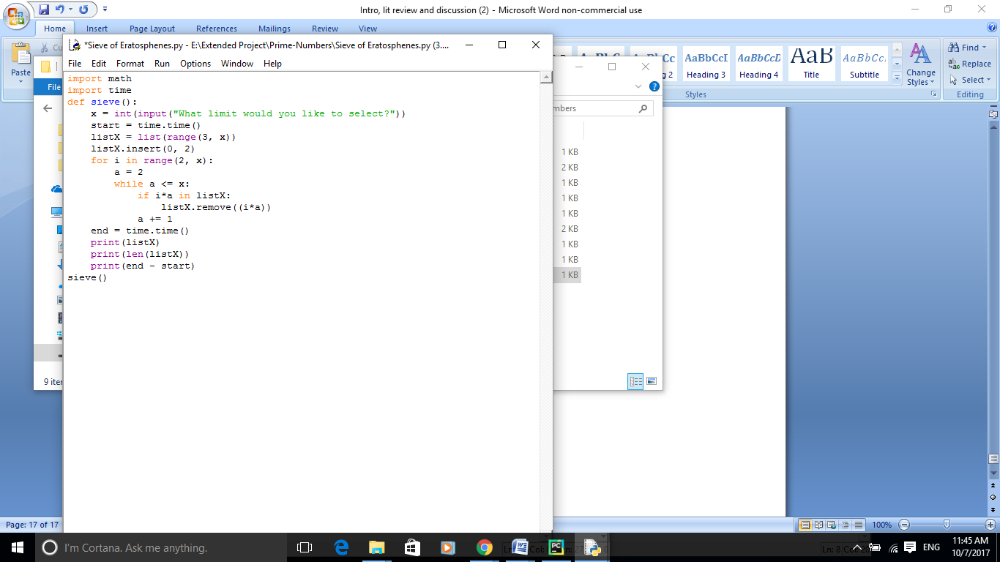 Intro, lit review and discussion (2) - Microsoft Word non-commercial use
Home Insert Page Layout References Mailings Review View
Paste
Cu
File
*Sieve of Eratosphenes.py - E:\Extended Project\Prime-Numbers\Sieve of Eratosphenes.py (3....
File Edit Format Run Options Window Help
import math
import time
def sieve():
    x = int(input("What limit would you like to select?"))
    start = time.time()
    listX = list(range(3, x))
    listX.insert(0, 2)
    for i in range(2, x):
        a = 2
        while a <= x:
            if i*a in listX:
                listX.remove((i*a))
            a += 1
    end = time.time()
    print(listX)
    print(len(listX))
    print(end - start)
sieve()
g 2
AaBbCcI
Heading 3
AaBbCcD
Heading 4
AaB
Title
AaBbCc.
Subtitle
Change
Styles
Find
Replace
Select
Styles
Editing
mbers
1 KB
2 KB
1 KB
1 KB
1 KB
2 KB
1 KB
1 KB
1 KB
9 iter
Page: 17 of 17
100%
I'm Cortana. Ask me anything.
ENG
11:45 AM
10/7/2017